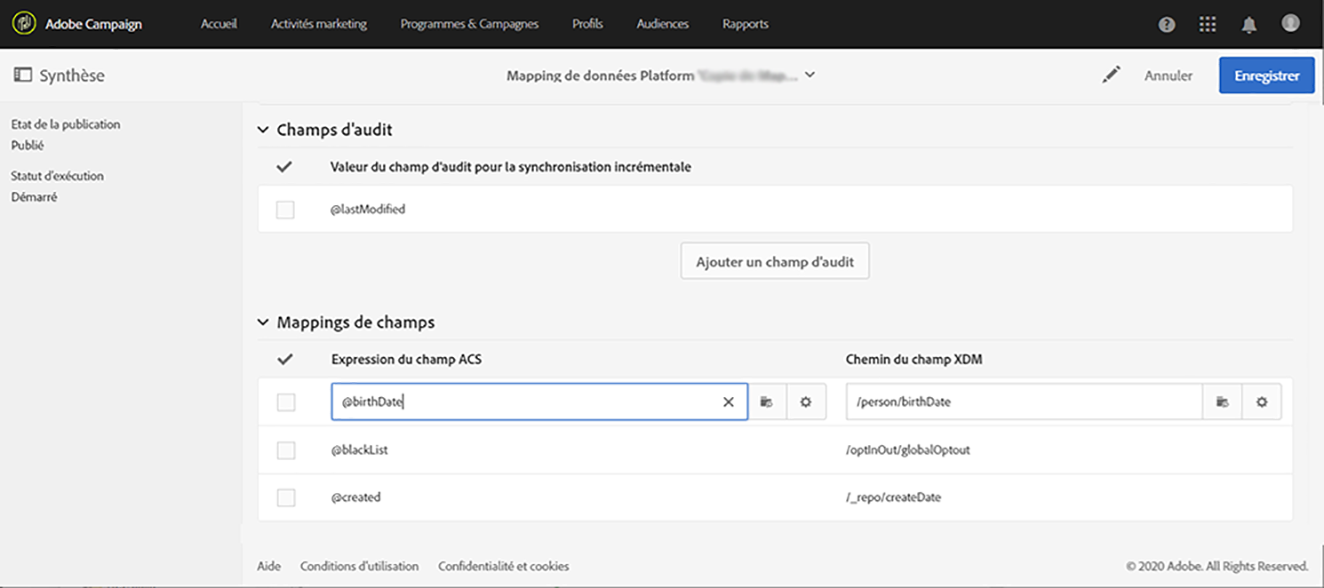 Adobe Campaign Accueil Activités marketing Programmes & Campagnes Profils Audiences Rapports
Synthèse Mapping de données Platform Annuler Enregistrer
Etat de la publication
Publié
Statut d'exécution
Démarré
Champs d'audit
Valeur du champ d'audit pour la synchronisation incrémentale
@lastModified
Ajouter un champ d'audit
Mappings de champs
Expression du champ ACS Chemin du champ XDM
@birthDate /person/birthDate
@blackList /optInOut/globalOptout
@created /_repo/createDate
Aide Conditions d'utilisation Confidentialité et cookies © 2020 Adobe. All Rights Reserved.